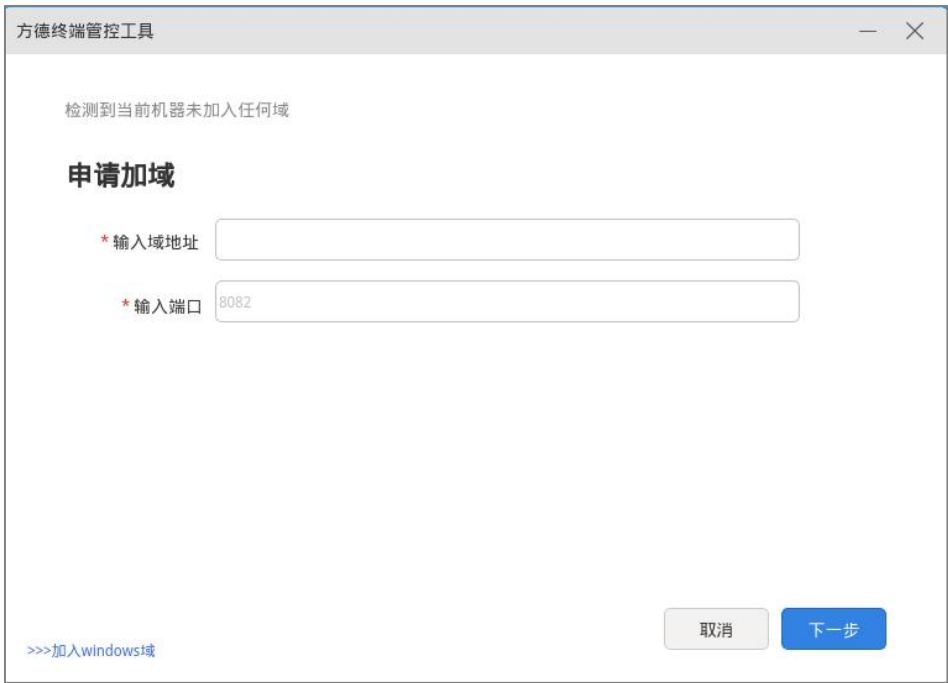 方德终端管控工具
检测到当前机器未加入任何域
申请加域
*输入域地址
*输入端口 8082
取消 下一步
>>>加入windows域